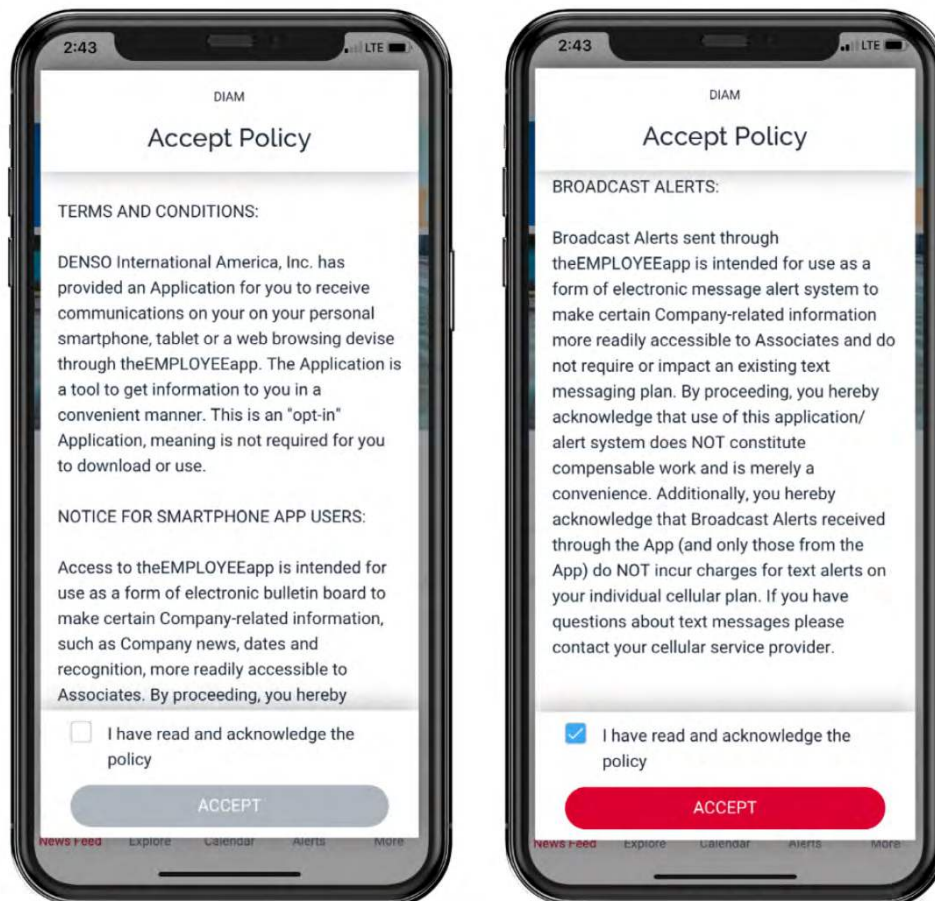 2:43
LTE
DIAM
Accept Policy
TERMS AND CONDITIONS:
DENSO International America, Inc. has
provided an Application for you to receive
communications on your on your personal
smartphone, tablet or a web browsing devise
through theEMPLOYEEapp. The Application is
a tool to get information to you in a
convenient manner. This is an "opt-in"
Application, meaning is not required for you
to download or use.
NOTICE FOR SMARTPHONE APP USERS:
Access to theEMPLOYEEapp is intended for
use as a form of electronic bulletin board to
make certain Company-related information,
such as Company news, dates and
recognition, more readily accessible to
Associates. By proceeding, you hereby
I have read and acknowledge the
policy
ACCEPT
News Feed Explore Calendar Alerts More
2:43
LTE
DIAM
Accept Policy
BROADCAST ALERTS:
Broadcast Alerts sent through
theEMPLOYEEapp is intended for use as a
form of electronic message alert system to
make certain Company-related information
more readily accessible to Associates and do
not require or impact an existing text
messaging plan. By proceeding, you hereby
acknowledge that use of this application/
alert system does NOT constitute
compensable work and is merely a
convenience. Additionally, you hereby
acknowledge that Broadcast Alerts received
through the App (and only those from the
App) do NOT incur charges for text alerts on
your individual cellular plan. If you have
questions about text messages please
contact your cellular service provider.
I have read and acknowledge the
policy
ACCEPT
News Feed Explore Calendar Alerts More